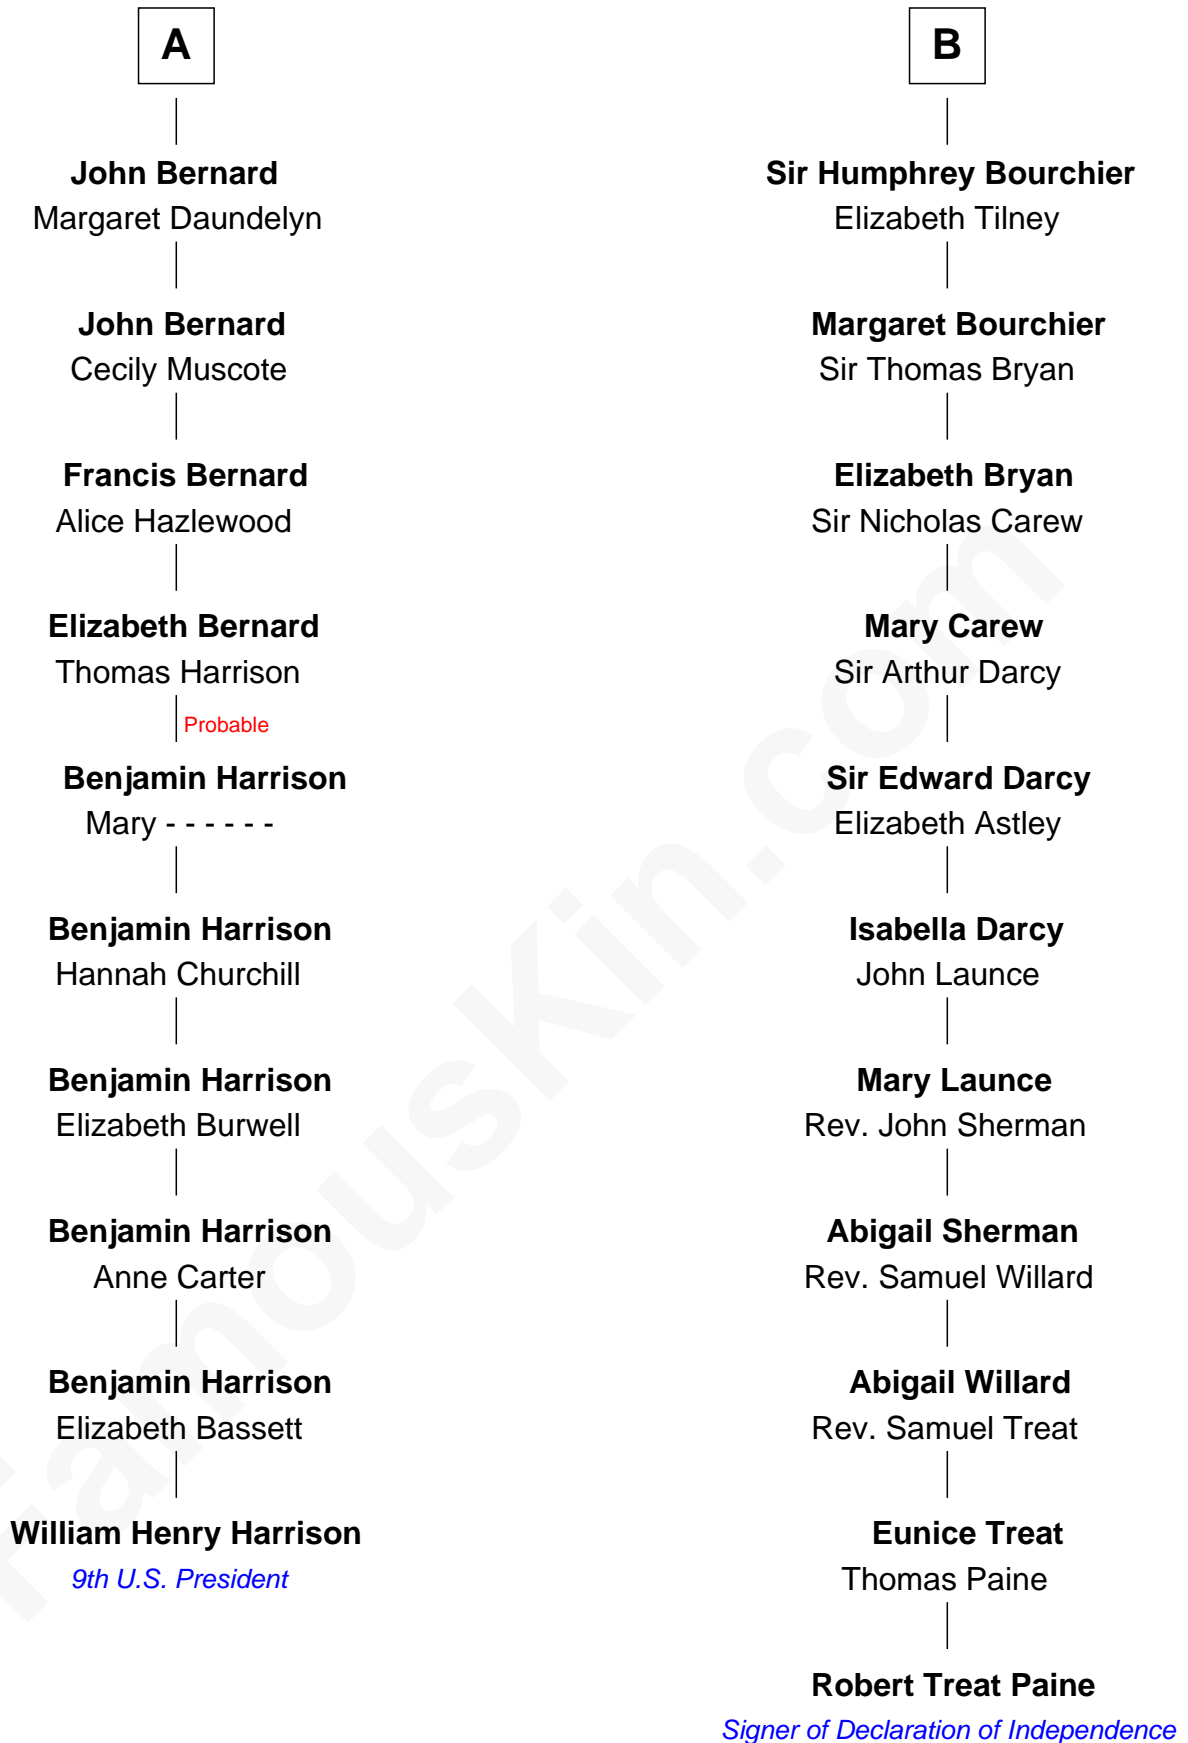 A
John Bernard
Margaret Daundelyn
John Bernard
Cecily Muscote
Francis Bernard
Alice Hazlewood
Elizabeth Bernard
Thomas Harrison
Probable
Benjamin Harrison
Mary - - - - - -
Benjamin Harrison
Hannah Churchill
Benjamin Harrison
Elizabeth Burwell
Benjamin Harrison
Anne Carter
Benjamin Harrison
Elizabeth Bassett
William Henry Harrison
9th U.S. President
B
Sir Humphrey Bourchier
Elizabeth Tilney
Margaret Bourchier
Sir Thomas Bryan
Elizabeth Bryan
Sir Nicholas Carew
Mary Carew
Sir Arthur Darcy
Sir Edward Darcy
Elizabeth Astley
Isabella Darcy
John Launce
Mary Launce
Rev. John Sherman
Abigail Sherman
Rev. Samuel Willard
Abigail Willard
Rev. Samuel Treat
Eunice Treat
Thomas Paine
Robert Treat Paine
Signer of Declaration of Independence
FamousKin.com